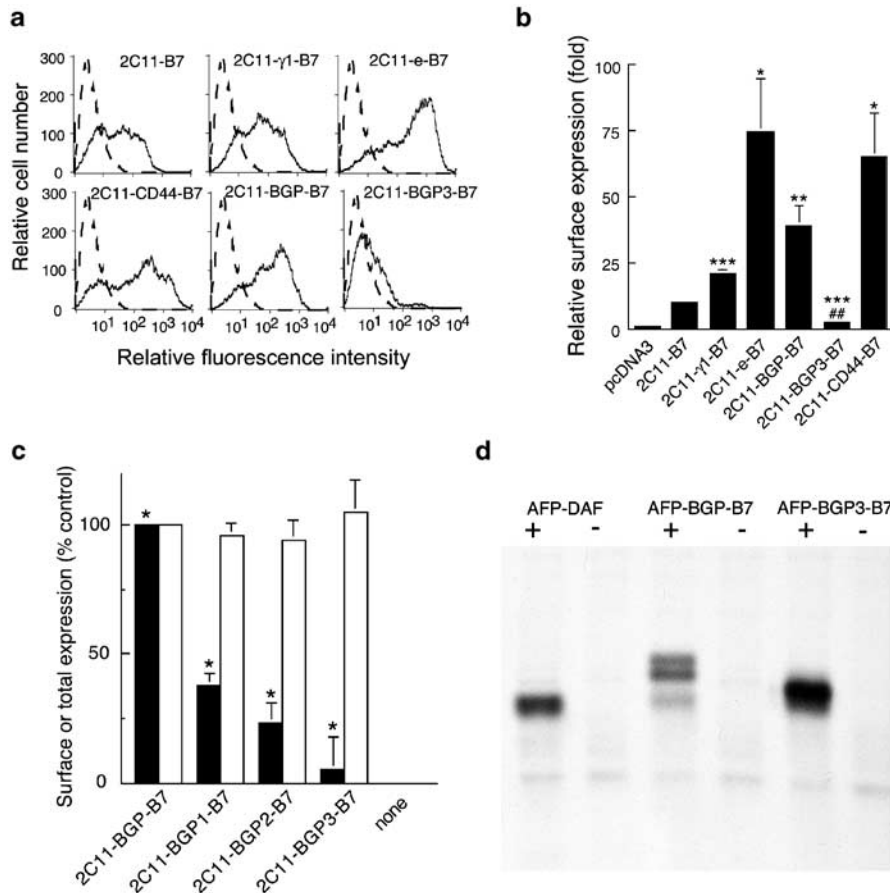 a
2C11-B7
2C11-γ1-B7
2C11-e-B7
300
200
100
0
2C11-CD44-B7
2C11-BGP-B7
2C11-BGP3-B7
300
200
100
0
10¹ 10² 10³ 10⁴
10¹ 10² 10³ 10⁴
10¹ 10² 10³ 10⁴
Relative cell number
Relative fluorescence intensity
b
Relative surface expression (fold)
100
75
50
25
0
***
*
**
***
##
*
pcDNA3
2C11-B7
2C11-γ1-B7
2C11-e-B7
2C11-BGP-B7
2C11-BGP3-B7
2C11-CD44-B7
c
Surface or total expression (% control)
100
50
0
*
*
*
*
2C11-BGP-B7
2C11-BGP1-B7
2C11-BGP2-B7
2C11-BGP3-B7
none
d
AFP-DAF AFP-BGP-B7 AFP-BGP3-B7
+ - + - + -